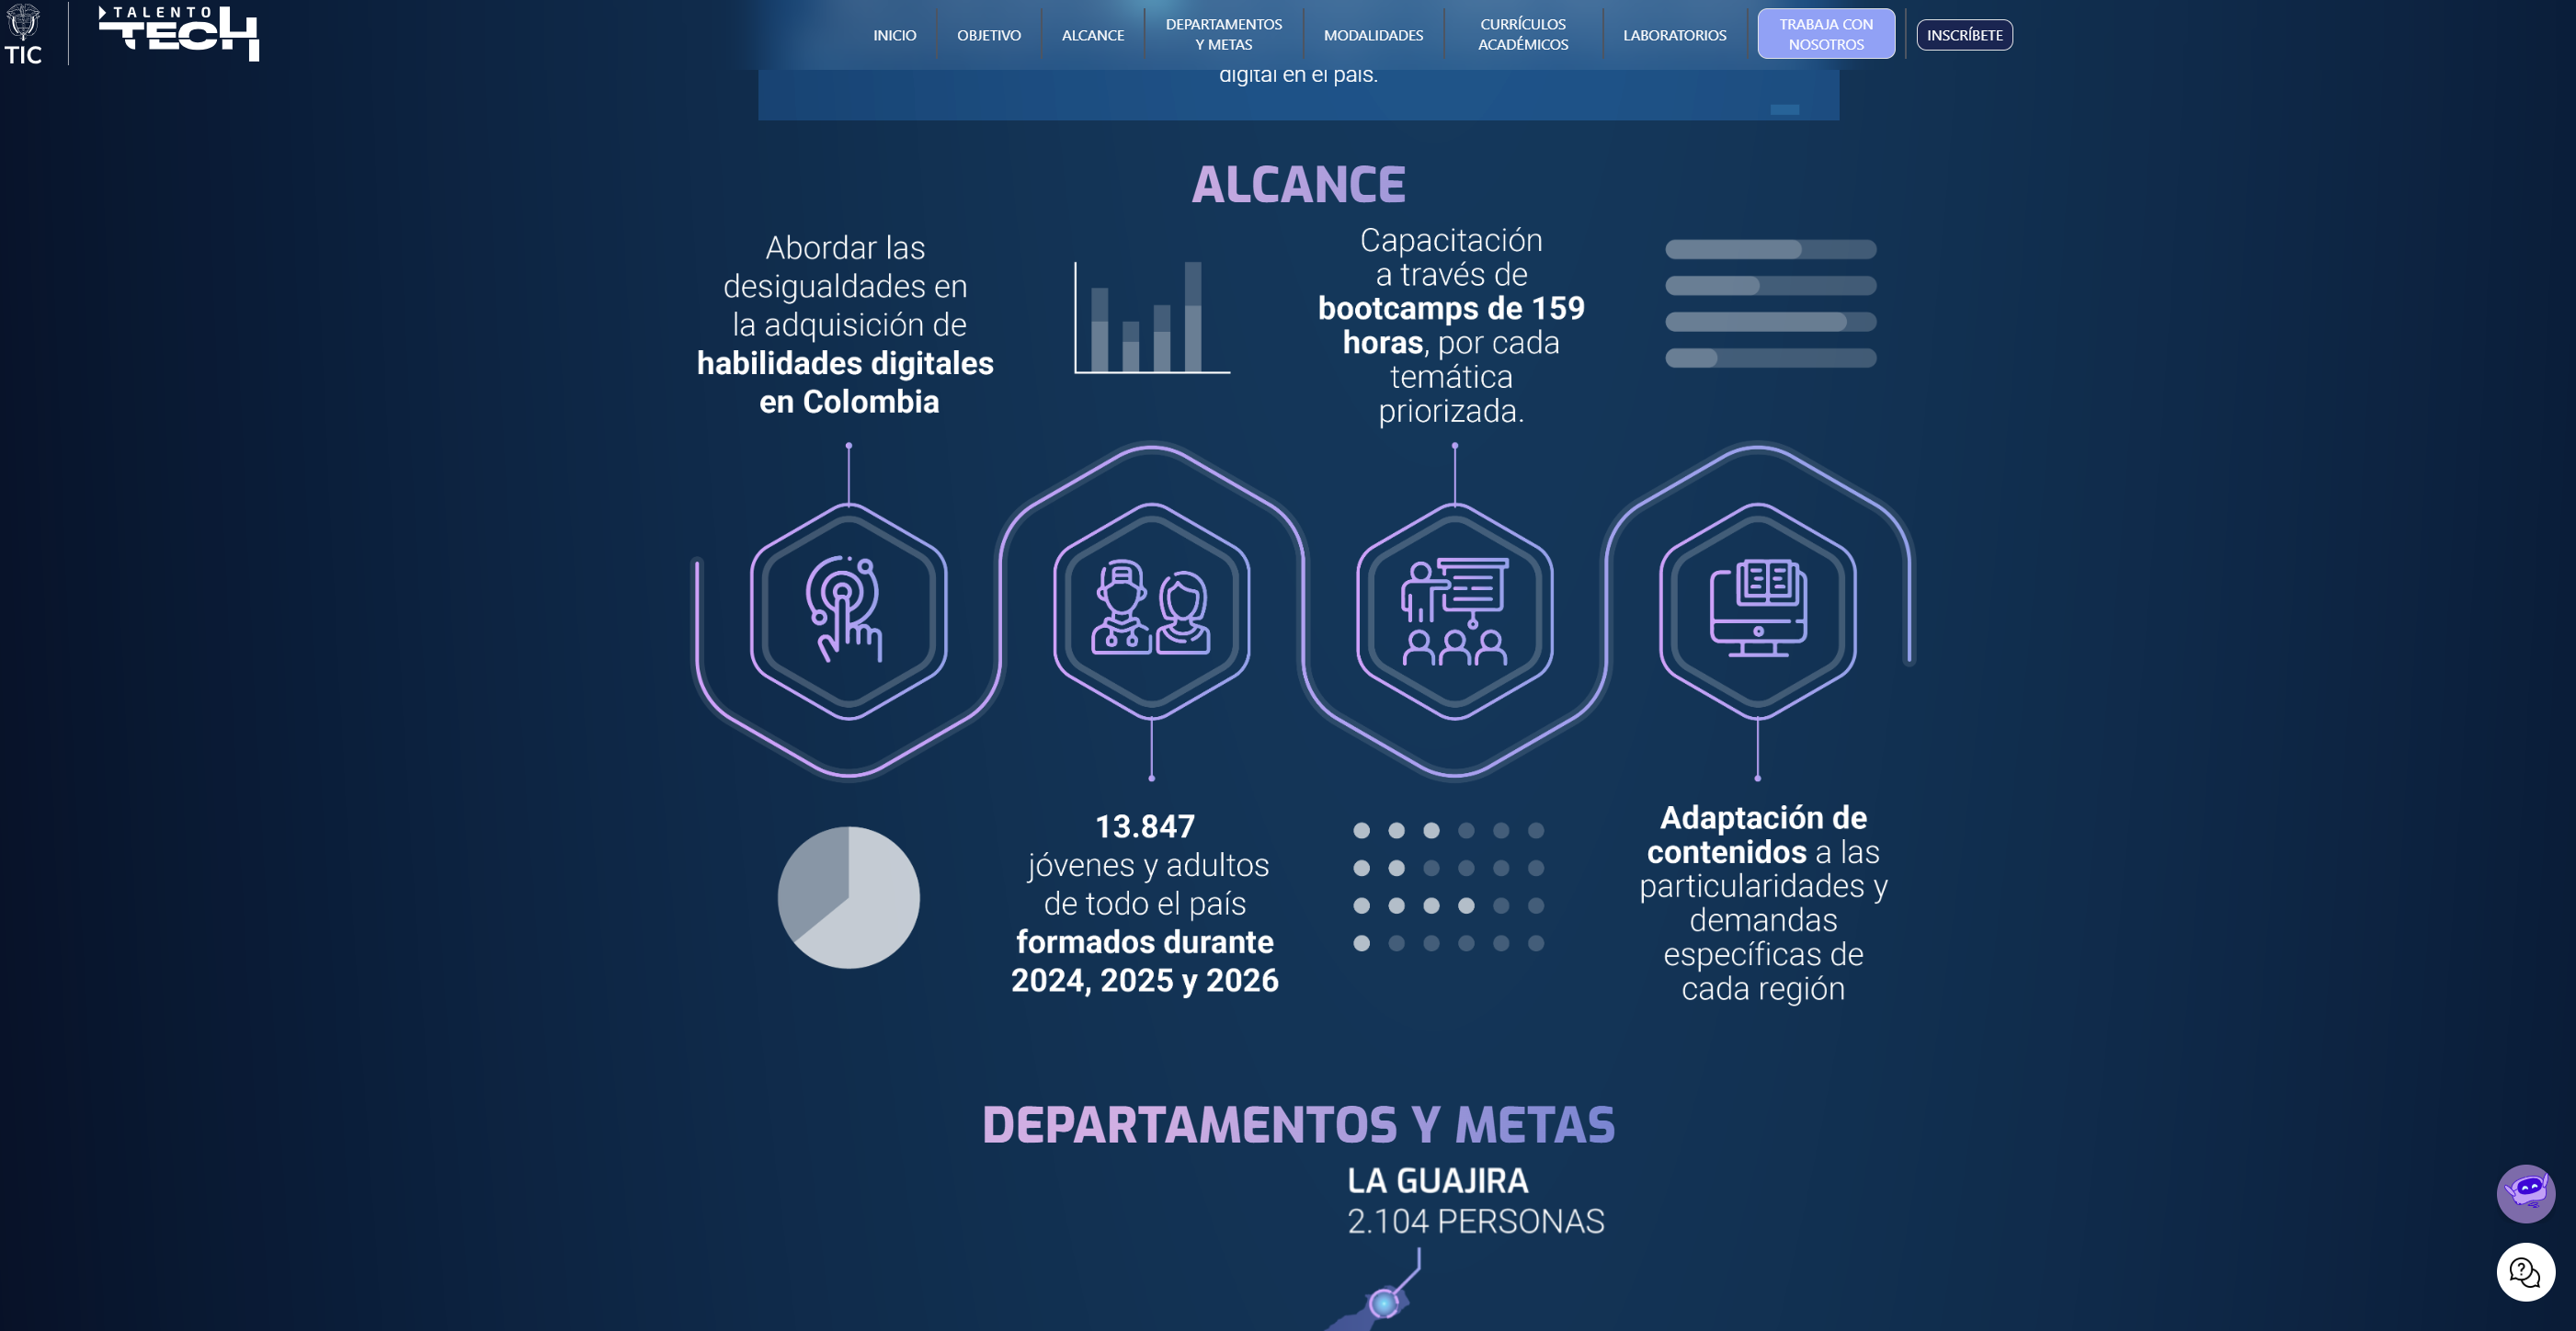 TIC
TALENTO
TECH
INICIO
OBJETIVO
ALCANCE
DEPARTAMENTOS
Y METAS
MODALIDADES
CURRÍCULOS
ACADÉMICOS
LABORATORIOS
TRABAJA CON
NOSOTROS
INSCRÍBETE
digital en el país.
ALCANCE
Abordar las
desigualdades en
la adquisición de
habilidades digitales
en Colombia
Capacitación
a través de
bootcamps de 159
horas, por cada
temática
priorizada.
13.847
jóvenes y adultos
de todo el país
formados durante
2024, 2025 y 2026
Adaptación de
contenidos a las
particularidades y
demandas
específicas de
cada región
DEPARTAMENTOS Y METAS
LA GUAJIRA
2.104 PERSONAS